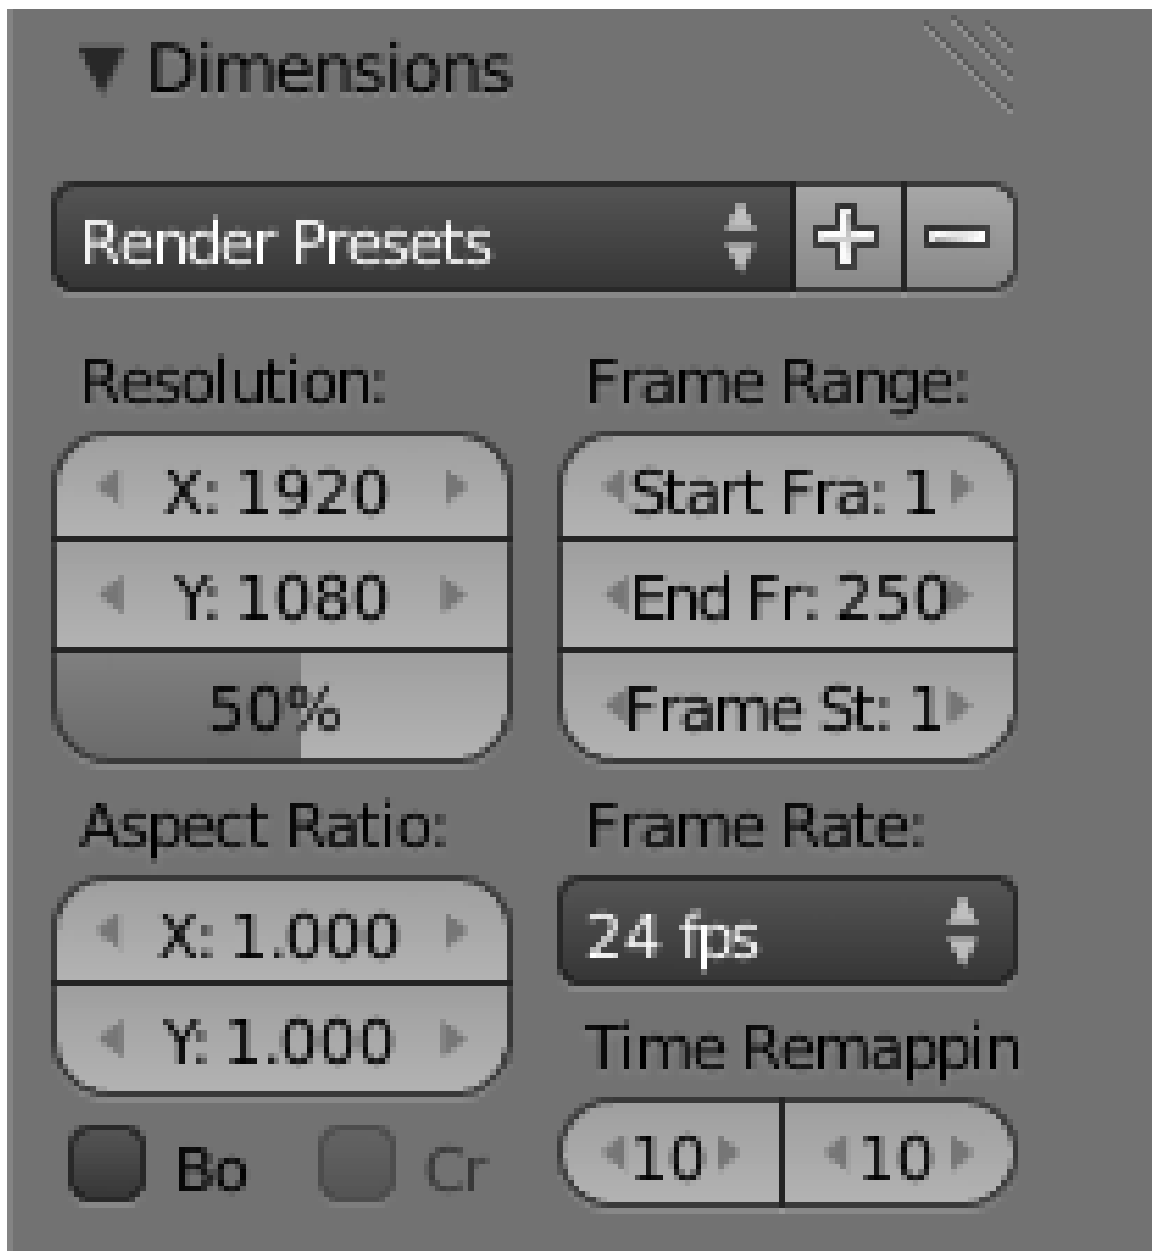 Dimensions
Render Presets
Resolution:
X: 1920
Y: 1080
50%
Frame Range:
Start Fra: 1
End Fr: 250
Frame St: 1
Aspect Ratio:
X: 1.000
Y: 1.000
Bo
Cr
Frame Rate:
24 fps
Time Remappin
10 10